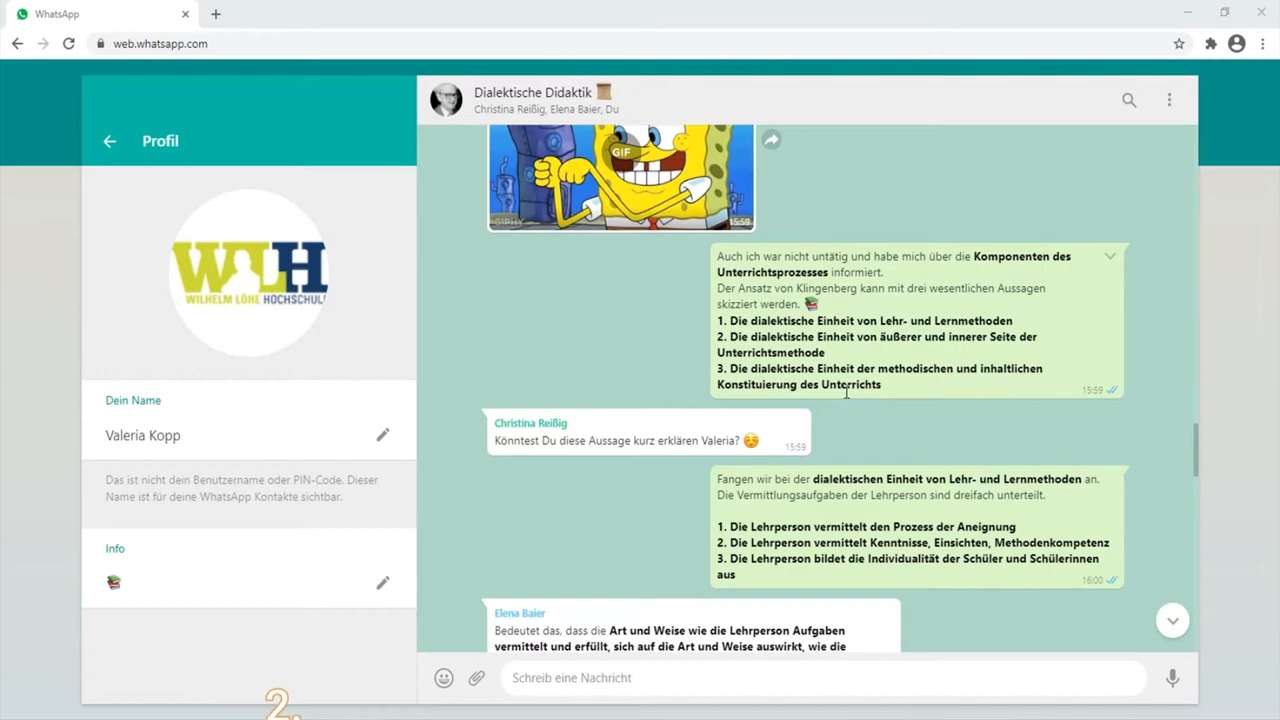 WhatsApp
web.whatsapp.com
Profil
WLH
WILHELM LÖHE HOCHSCHULE
Dein Name
Valeria Kopp
Das ist nicht dein Benutzername oder PIN-Code. Dieser
Name ist für deine WhatsApp Kontakte sichtbar.
Info
2.
Dialektische Didaktik
Christina Reißig, Elena Baier, Du
GIF
GIPHY
15:59
Auch ich war nicht untätig und habe mich über die Komponenten des
Unterrichtsprozesses informiert.
Der Ansatz von Klingenberg kann mit drei wesentlichen Aussagen
skizziert werden.
1. Die dialektische Einheit von Lehr- und Lernmethoden
2. Die dialektische Einheit von äußerer und innerer Seite der
Unterrichtsmethode
3. Die dialektische Einheit der methodischen und inhaltlichen
Konstituierung des Unterrichts
15:59
Christina Reißig
Könntest Du diese Aussage kurz erklären Valeria?
15:59
Fangen wir bei der dialektischen Einheit von Lehr- und Lernmethoden an.
Die Vermittlungsaufgaben der Lehrperson sind dreifach unterteilt.
1. Die Lehrperson vermittelt den Prozess der Aneignung
2. Die Lehrperson vermittelt Kenntnisse, Einsichten, Methodenkompetenz
3. Die Lehrperson bildet die Individualität der Schüler und Schülerinnen
aus
16:00
Elena Baier
Bedeutet das, dass die Art und Weise wie die Lehrperson Aufgaben
vermittelt und erfüllt, sich auf die Art und Weise auswirkt, wie die
Schreib eine Nachricht